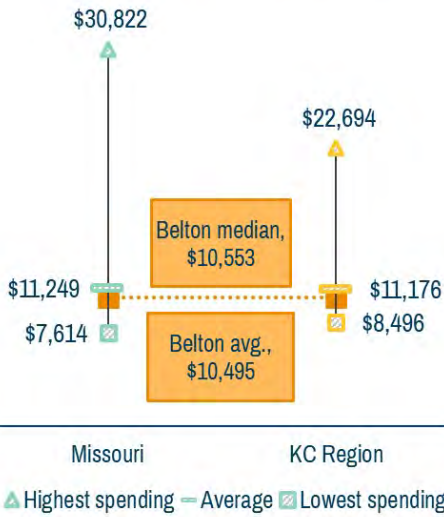 $30,822
$22,694
Belton median,
$10,553
$11,249
$11,176
$7,614
$8,496
Belton avg.,
$10,495
Missouri
KC Region
Highest spending Average Lowest spending